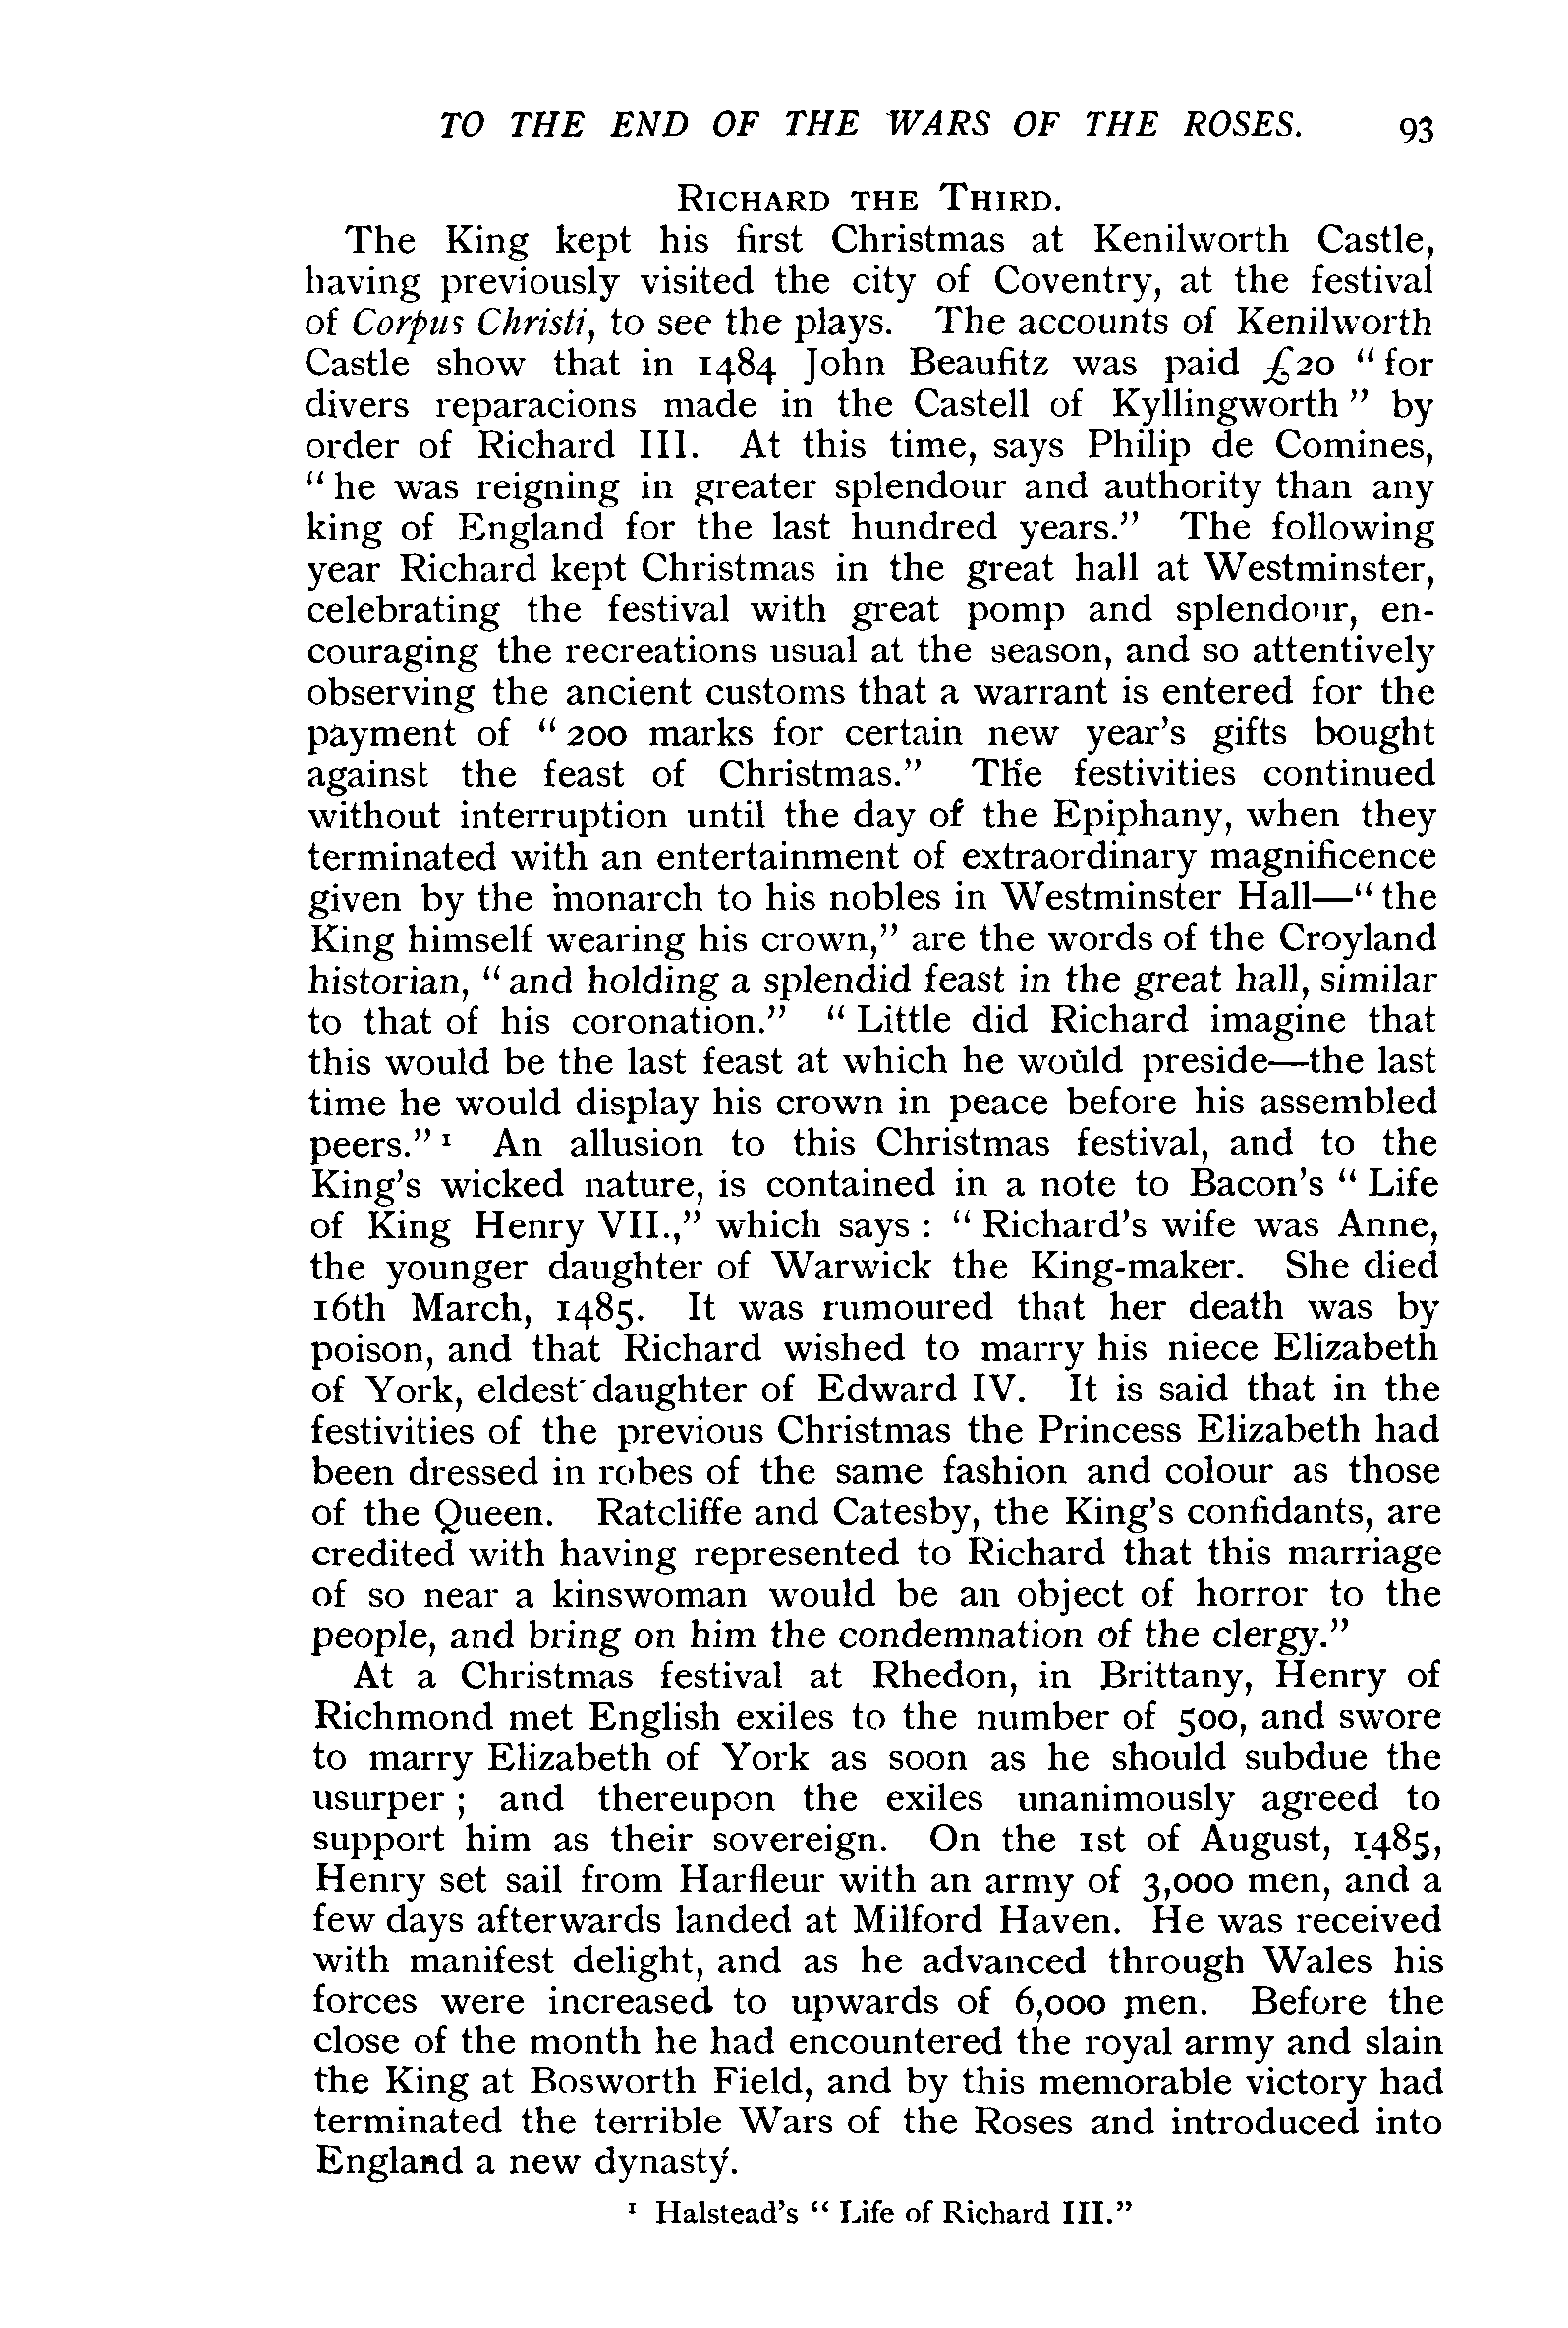 TO THE END OF THE WARS OF THE ROSES. 93
RICHARD THE THIRD.
The King kept his first Christmas at Kenilworth Castle,
having previously visited the city of Coventry, at the festival
of Corpus Christi, to see the plays. The accounts of Kenilworth
Castle show that in 1484 John Beaufitz was paid £20 “for
divers reparacions made in the Castell of Kyllingworth” by
order of Richard III. At this time, says Philip de Comines,
“he was reigning in greater splendour and authority than any
king of England for the last hundred years.” The following
year Richard kept Christmas in the great hall at Westminster,
celebrating the festival with great pomp and splendour, en-
couraging the recreations usual at the season, and so attentively
observing the ancient customs that a warrant is entered for the
payment of “200 marks for certain new year’s gifts bought
against the feast of Christmas.” The festivities continued
without interruption until the day of the Epiphany, when they
terminated with an entertainment of extraordinary magnificence
given by the monarch to his nobles in Westminster Hall—“the
King himself wearing his crown,” are the words of the Croyland
historian, “and holding a splendid feast in the great hall, similar
to that of his coronation.” “Little did Richard imagine that
this would be the last feast at which he would preside—the last
time he would display his crown in peace before his assembled
peers.” ¹ An allusion to this Christmas festival, and to the
King’s wicked nature, is contained in a note to Bacon’s “Life
of King Henry VII.,” which says : “Richard’s wife was Anne,
the younger daughter of Warwick the King-maker. She died
16th March, 1485. It was rumoured that her death was by
poison, and that Richard wished to marry his niece Elizabeth
of York, eldest daughter of Edward IV. It is said that in the
festivities of the previous Christmas the Princess Elizabeth had
been dressed in robes of the same fashion and colour as those
of the Queen. Ratcliffe and Catesby, the King’s confidants, are
credited with having represented to Richard that this marriage
of so near a kinswoman would be an object of horror to the
people, and bring on him the condemnation of the clergy.”
At a Christmas festival at Rhedon, in Brittany, Henry of
Richmond met English exiles to the number of 500, and swore
to marry Elizabeth of York as soon as he should subdue the
usurper ; and thereupon the exiles unanimously agreed to
support him as their sovereign. On the 1st of August, 1485,
Henry set sail from Harfleur with an army of 3,000 men, and a
few days afterwards landed at Milford Haven. He was received
with manifest delight, and as he advanced through Wales his
forces were increased to upwards of 6,000 men. Before the
close of the month he had encountered the royal army and slain
the King at Bosworth Field, and by this memorable victory had
terminated the terrible Wars of the Roses and introduced into
England a new dynasty.
¹ Halstead’s “Life of Richard III.”